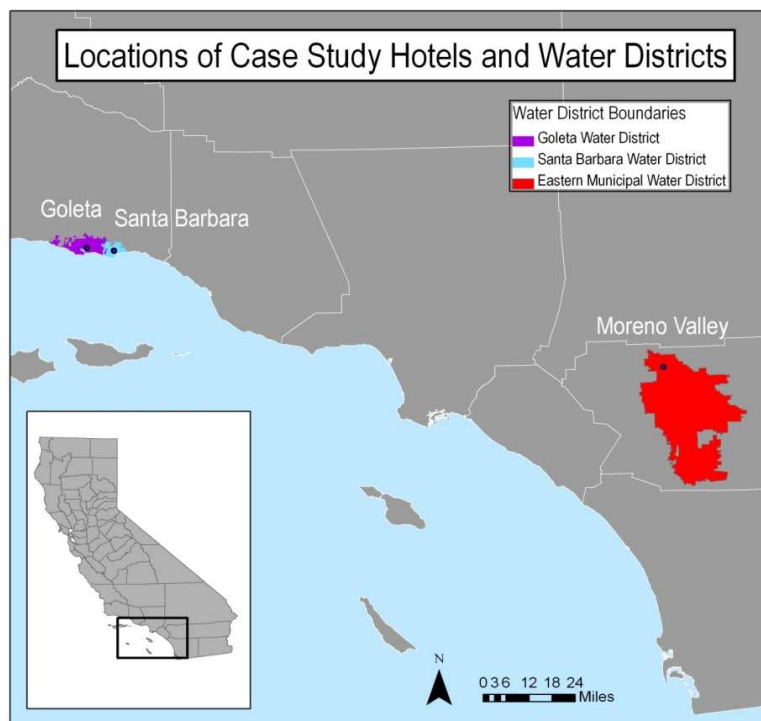 Locations of Case Study Hotels and Water Districts
Water District Boundaries
Goleta Water District
Santa Barbara Water District
Eastern Municipal Water District
Goleta
Santa Barbara
Moreno Valley
N
0 3 6 12 18 24
Miles